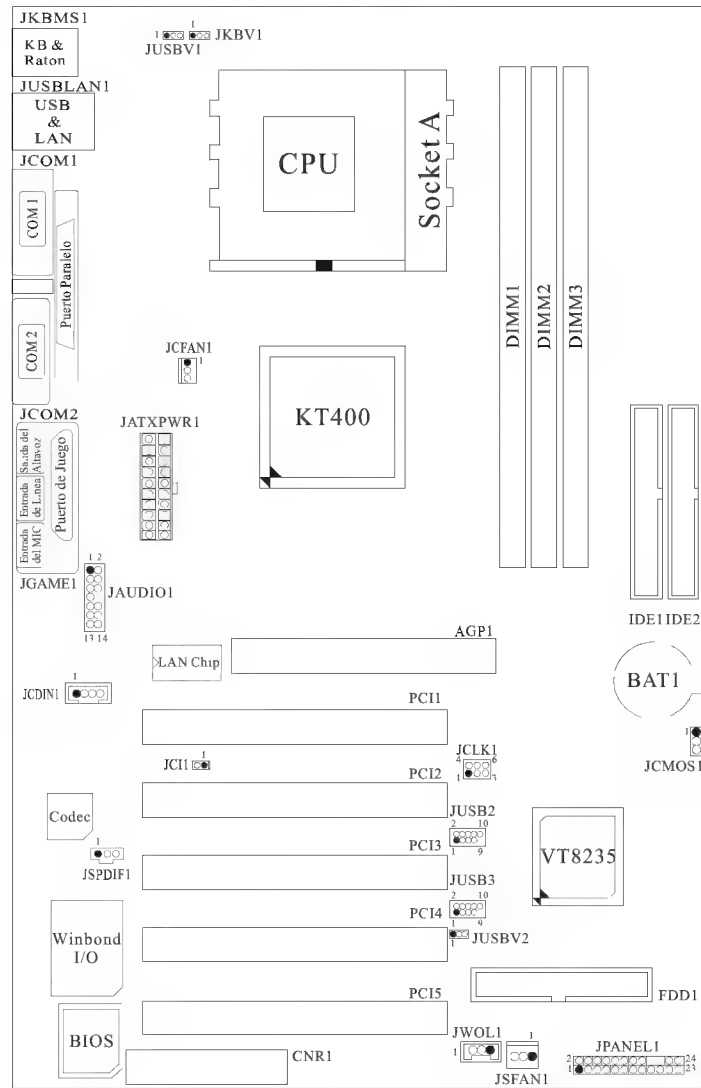 JKBMS1
KB &
Raton
JUSBLAN1
USB
&
LAN
JCOM1
COM 1
Puerto Paralelo
COM 2
JCOM2
Salida del
Altavoz
Entrada
de Linea
Entrada
del MIC
Puerto de Juego
JGAME1
1
1
JUSBV1
JKBV1
CPU
Socket A
DIMM1
DIMM2
DIMM3
JCFAN1
1
KT400
JATXPWR1
1 2
JAUDIO1
13 14
IDE1 IDE2
AGP1
LAN Chip
BAT1
1
JCDIN1
PCI1
1
JCMOS1
JCI1
1
JCLK1
4 6
1 3
PCI2
Codec
JUSB2
2 10
1 9
PCI3
VT8235
1
JSPDIF1
JUSB3
2 10
1 9
PCI4
1
JUSBV2
Winbond
I/O
FDD1
PCI5
BIOS
JWOL1
1
1
JSFAN1
JPANEL1
2 24
1 23
CNR1